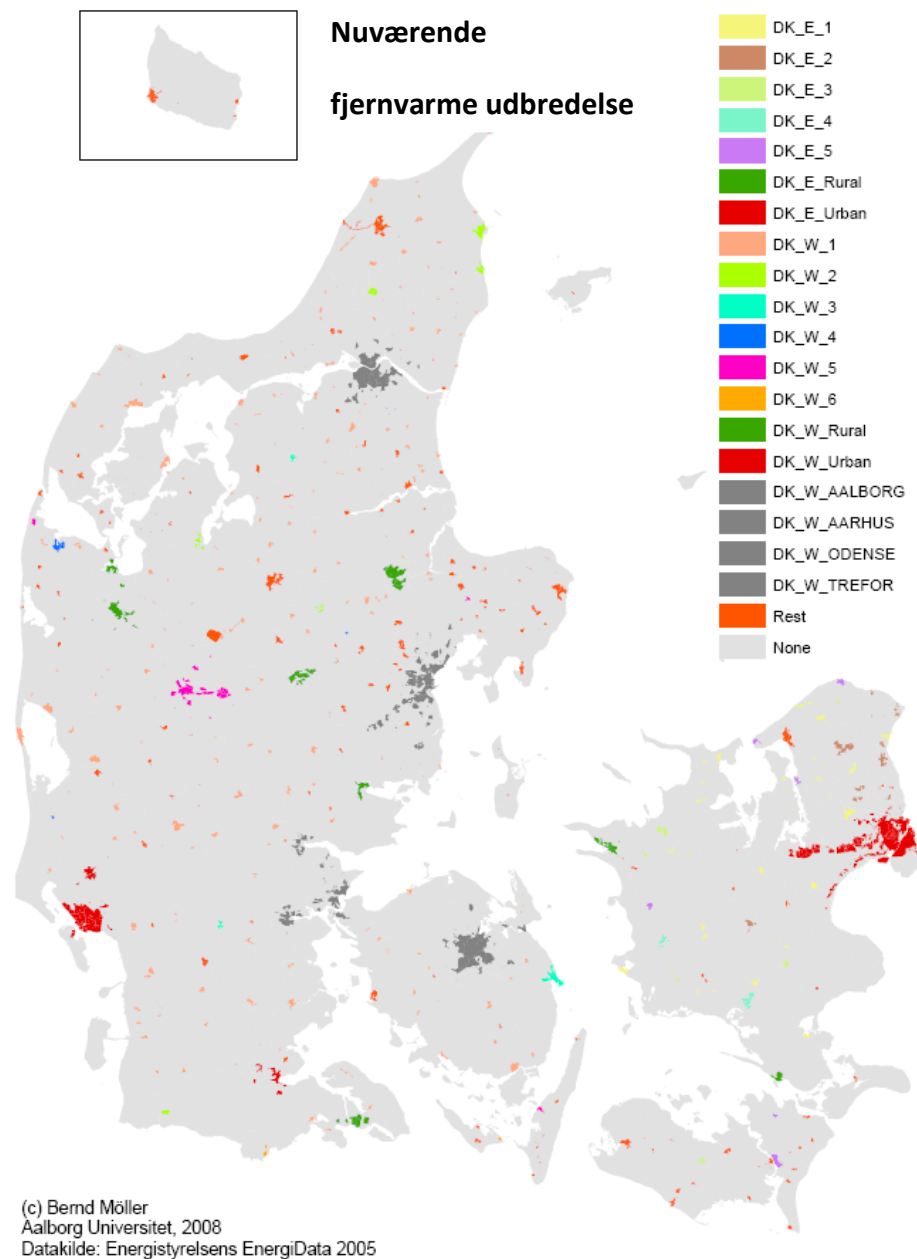 Nuværende
fjernvarme udbredelse
DK_E_1
DK_E_2
DK_E_3
DK_E_4
DK_E_5
DK_E_Rural
DK_E_Urban
DK_W_1
DK_W_2
DK_W_3
DK_W_4
DK_W_5
DK_W_6
DK_W_Rural
DK_W_Urban
DK_W_AALBORG
DK_W_AARHUS
DK_W_ODENSE
DK_W_TREFOR
Rest
None
(c) Bernd Möller
Aalborg Universitet, 2008
Datakilde: Energistyrelsens EnergiData 2005